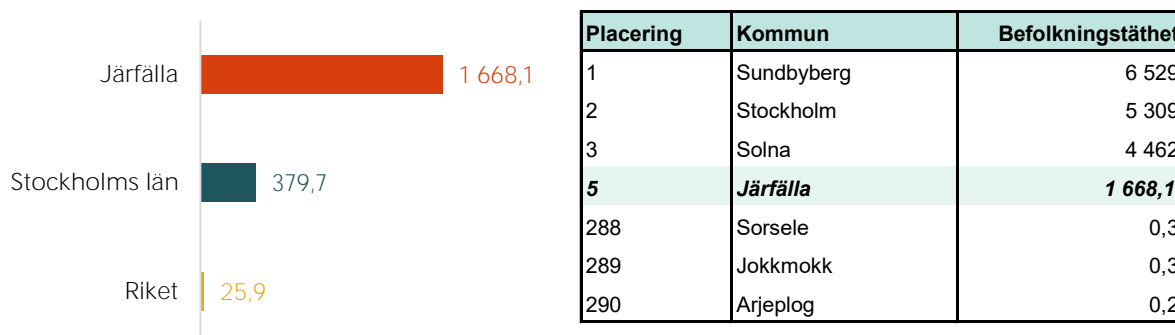 Järfälla 1 668,1
Stockholms län 379,7
Riket 25,9
Placering Kommun Befolkningstäthet
1 Sundbyberg 6 529
2 Stockholm 5 309
3 Solna 4 462
5 Järfälla 1 668,1
288 Sorsele 0,3
289 Jokkmokk 0,3
290 Arjeplog 0,2